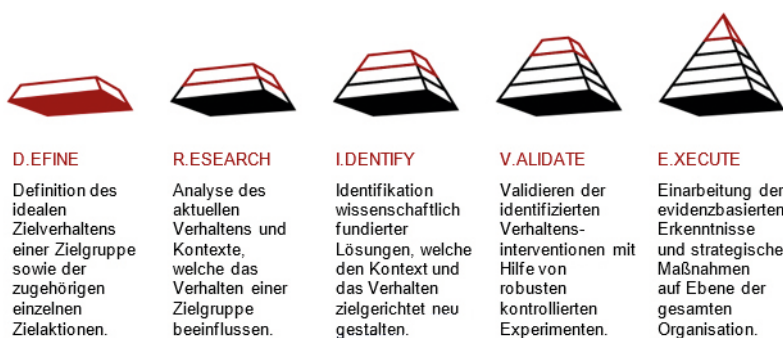 D.EFINE
Definition des
idealen
Zielverhaltens
einer Zielgruppe
sowie der
zugehörigen
einzelnen
Zielaktionen.
R.ESEARCH
Analyse des
aktuellen
Verhaltens und
Kontexte,
welche das
Verhalten einer
Zielgruppe
beeinflussen.
I.DENTIFY
Identifikation
wissenschaftlich
fundierter
Lösungen, welche
den Kontext und
das Verhalten
zielgerichtet neu
gestalten.
V.ALIDATE
Validieren der
identifizierten
Verhaltens-
interventionen mit
Hilfe von
robusten
kontrollierten
Experimenten.
E.XECUTE
Einarbeitung der
evidenzbasierten
Erkenntnisse
und strategische
Maßnahmen
auf Ebene der
gesamten
Organisation.